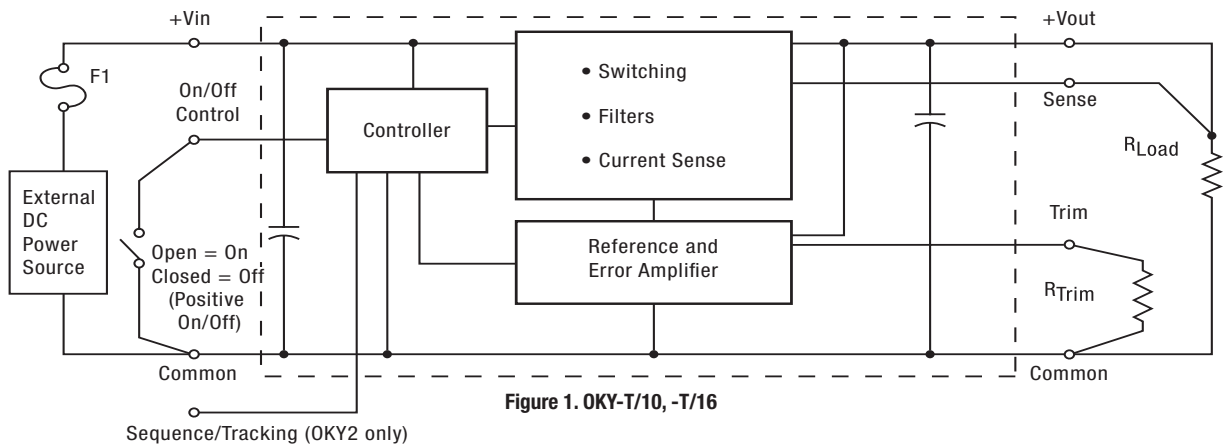 +Vin
+Vout
F1
On/Off
Control
• Switching
• Filters
• Current Sense
Controller
Sense
RLoad
External
DC
Power
Source
Open = On
Closed = Off
(Positive
On/Off)
Reference and
Error Amplifier
Trim
RTrim
Common
Common
Figure 1. OKY-T/10, -T/16
Sequence/Tracking (OKY2 only)